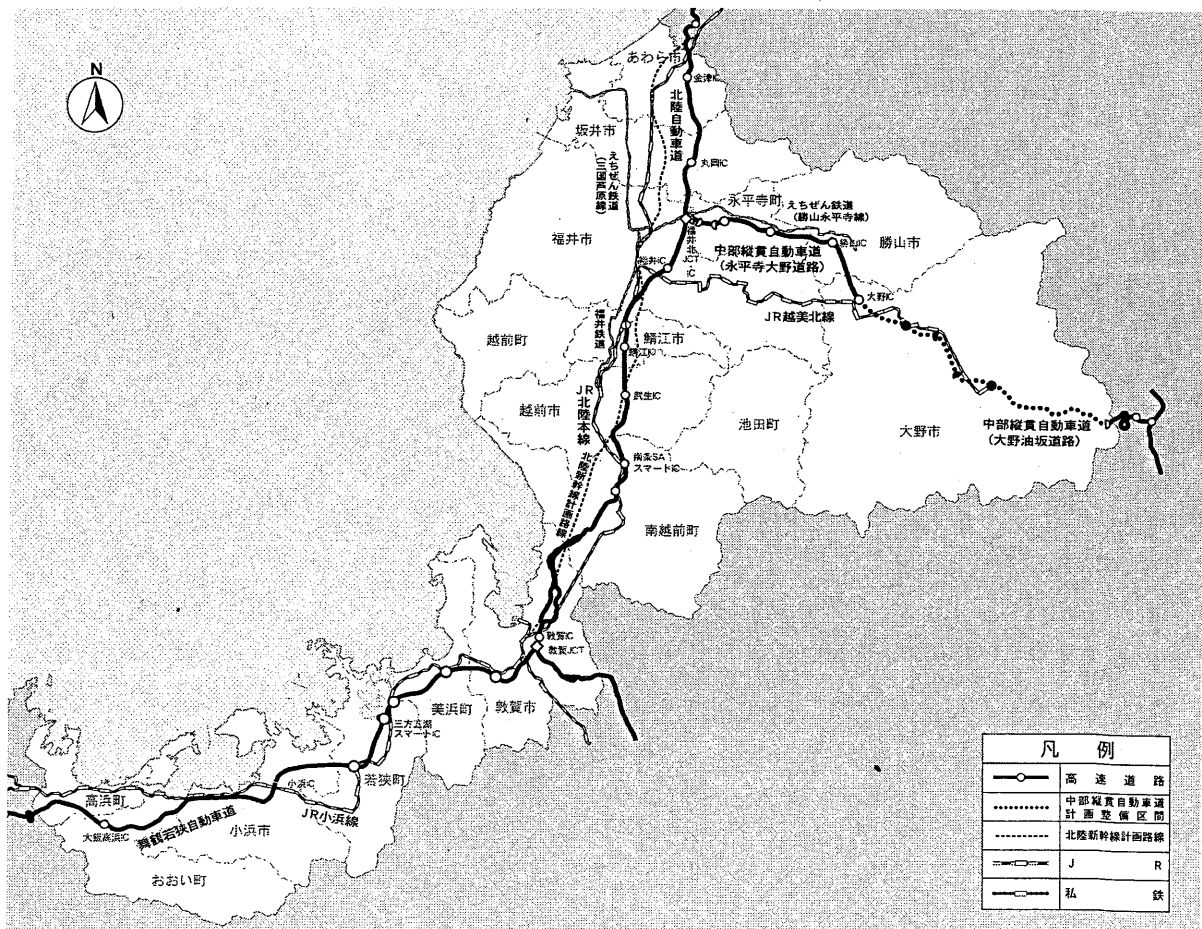 N
あわら市
金津IC
北陸自動車道
坂井市
えちぜん鉄道
(三国芦原線)
丸岡IC
永平寺町
えちぜん鉄道
(勝山永平寺線)
福井市
福井北
JCT
IC
中部縦貫自動車道
(永平寺大野道路)
勝山IC
勝山市
福井IC
大野IC
JR越美北線
福井鉄道
越前町
鯖江市
鯖江IC
JR北陸本線
武生IC
越前市
池田町
大野市
中部縦貫自動車道
(大野油坂道路)
南条SA
スマートIC
北陸新幹線計画路線
南越前町
敦賀IC
敦賀JCT
美浜町
敦賀市
三方五湖
スマートIC
若狭町
小浜IC
高浜町
JR小浜線
舞鶴若狭自動車道
大飯高浜IC
小浜市
おおい町
凡例
高速道路
中部縦貫自動車道
計画整備区間
北陸新幹線計画路線
JR
私鉄